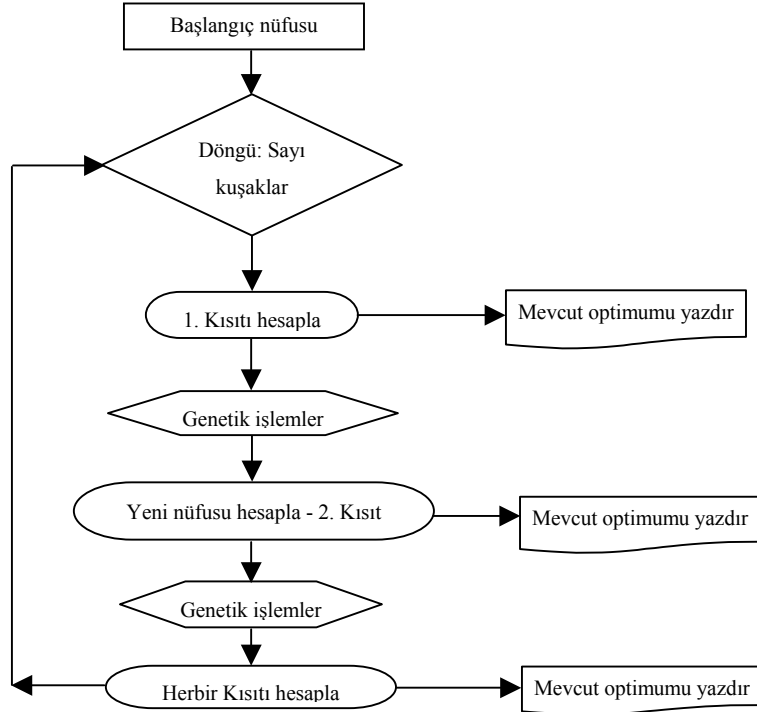 Başlangıç nüfusu
Döngü: Sayı
kuşaklar
1. Kısıtı hesapla
Mevcut optimumu yazdır
Genetik işlemler
Yeni nüfusu hesapla - 2. Kısıt
Mevcut optimumu yazdır
Genetik işlemler
Herbir Kısıtı hesapla
Mevcut optimumu yazdır